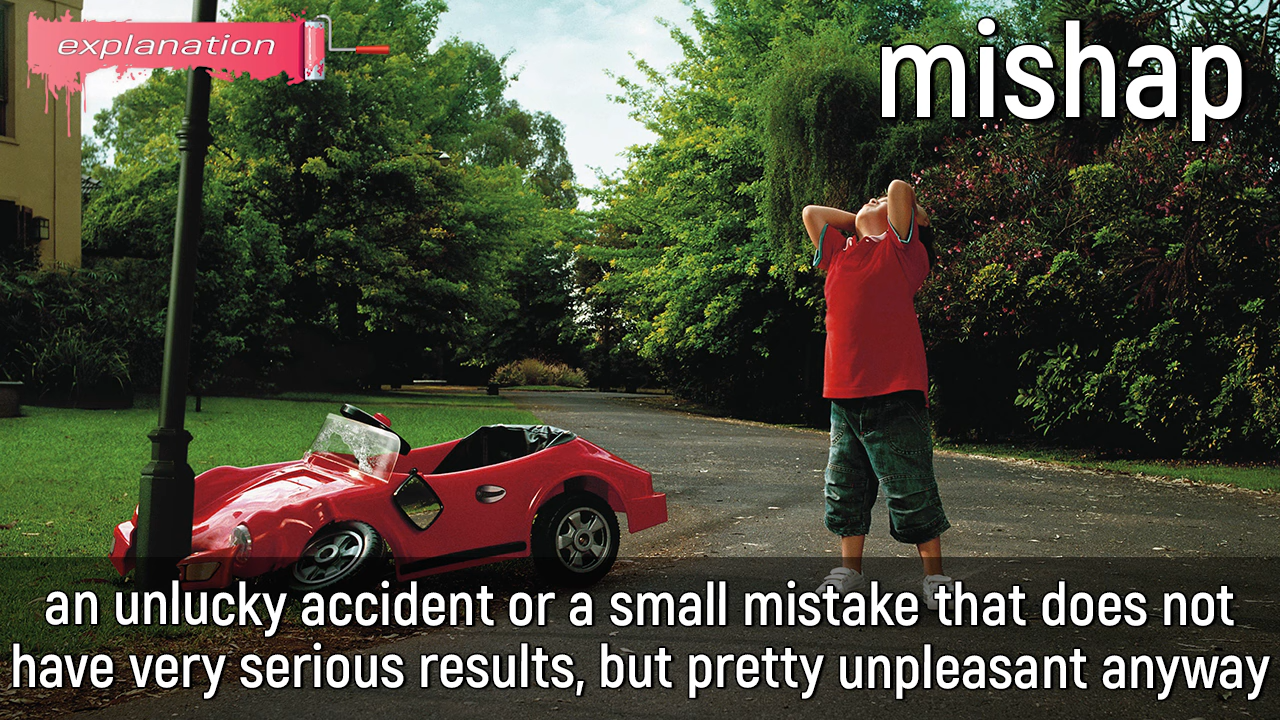 explanation
mishap
an unlucky accident or a small mistake that does not
have very serious results, but pretty unpleasant anyway